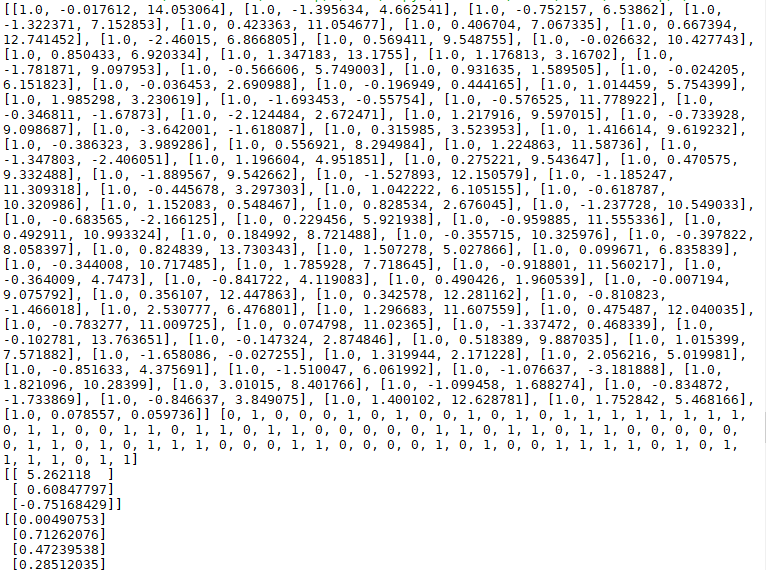 [[1.0, -0.017612, 14.053064], [1.0, -1.395634, 4.662541], [1.0, -0.752157, 6.53862], [1.0,
-1.322371, 7.152853], [1.0, 0.423363, 11.054677], [1.0, 0.406704, 7.067335], [1.0, 0.667394,
12.741452], [1.0, -2.46015, 6.866805], [1.0, 0.569411, 9.548755], [1.0, -0.026632, 10.427743],
[1.0, 0.850433, 6.920334], [1.0, 1.347183, 13.1755], [1.0, 1.176813, 3.16702], [1.0,
-1.781871, 9.097953], [1.0, -0.566606, 5.749003], [1.0, 0.931635, 1.589505], [1.0, -0.024205,
6.151823], [1.0, -0.036453, 2.690988], [1.0, -0.196949, 0.444165], [1.0, 1.014459, 5.754399],
[1.0, 1.985298, 3.230619], [1.0, -1.693453, -0.55754], [1.0, -0.576525, 11.778922], [1.0,
-0.346811, -1.67873], [1.0, -2.124484, 2.672471], [1.0, 1.217916, 9.597015], [1.0, -0.733928,
9.098687], [1.0, -3.642001, -1.618087], [1.0, 0.315985, 3.523953], [1.0, 1.416614, 9.619232],
[1.0, -0.386323, 3.989286], [1.0, 0.556921, 8.294984], [1.0, 1.224863, 11.58736], [1.0,
-1.347803, -2.406051], [1.0, 1.196604, 4.951851], [1.0, 0.275221, 9.543647], [1.0, 0.470575,
9.332488], [1.0, -1.889567, 9.542662], [1.0, -1.527893, 12.150579], [1.0, -1.185247,
11.309318], [1.0, -0.445678, 3.297303], [1.0, 1.042222, 6.105155], [1.0, -0.618787,
10.320986], [1.0, 1.152083, 0.548467], [1.0, 0.828534, 2.676045], [1.0, -1.237728, 10.549033],
[1.0, -0.683565, -2.166125], [1.0, 0.229456, 5.921938], [1.0, -0.959885, 11.555336], [1.0,
0.492911, 10.993324], [1.0, 0.184992, 8.721488], [1.0, -0.355715, 10.325976], [1.0, -0.397822,
8.058397], [1.0, 0.824839, 13.730343], [1.0, 1.507278, 5.027866], [1.0, 0.099671, 6.835839],
[1.0, -0.344008, 10.717485], [1.0, 1.785928, 7.718645], [1.0, -0.918801, 11.560217], [1.0,
-0.364009, 4.7473], [1.0, -0.841722, 4.119083], [1.0, 0.490426, 1.960539], [1.0, -0.007194,
9.075792], [1.0, 0.356107, 12.447863], [1.0, 0.342578, 12.281162], [1.0, -0.810823,
-1.466018], [1.0, 2.530777, 6.476801], [1.0, 1.296683, 11.607559], [1.0, 0.475487, 12.040035],
[1.0, -0.783277, 11.009725], [1.0, 0.074798, 11.02365], [1.0, -1.337472, 0.468339], [1.0,
-0.102781, 13.763651], [1.0, -0.147324, 2.874846], [1.0, 0.518389, 9.887035], [1.0, 1.015399,
7.571882], [1.0, -1.658086, -0.027255], [1.0, 1.319944, 2.171228], [1.0, 2.056216, 5.019981],
[1.0, -0.851633, 4.375691], [1.0, -1.510047, 6.061992], [1.0, -1.076637, -3.181888], [1.0,
1.821096, 10.28399], [1.0, 3.01015, 8.401766], [1.0, -1.099458, 1.688274], [1.0, -0.834872,
-1.733869], [1.0, -0.846637, 3.849075], [1.0, 1.400102, 12.628781], [1.0, 1.752842, 5.468166],
[1.0, 0.078557, 0.059736]] [0, 1, 0, 0, 0, 1, 0, 1, 0, 0, 1, 0, 1, 0, 1, 1, 1, 1, 1, 1, 1,
0, 1, 1, 0, 0, 1, 1, 0, 1, 1, 0, 1, 1, 0, 0, 0, 0, 0, 1, 1, 0, 1, 1, 0, 1, 1, 0, 0, 0, 0, 0,
0, 1, 1, 0, 1, 0, 1, 1, 1, 0, 0, 0, 1, 1, 0, 0, 0, 0, 1, 0, 1, 0, 0, 1, 1, 1, 1, 0, 1, 0, 1,
1, 1, 1, 0, 1, 1]
[[ 5.262118  ]
[ 0.60847797]
[-0.75168429]]
[[0.00490753]
[0.71262076]
[0.47239538]
[0.28512035]